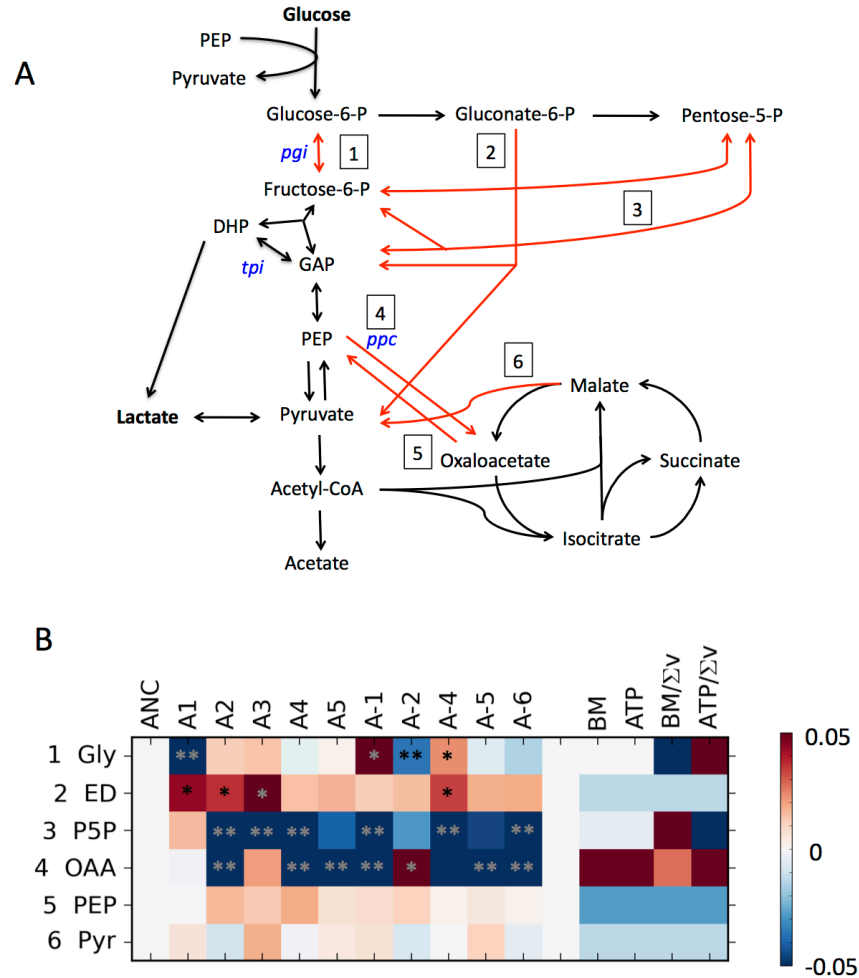 A
Glucose
PEP
Pyruvate
Glucose-6-P
Gluconate-6-P
Pentose-5-P
pgi
1
2
Fructose-6-P
3
DHP
tpi
GAP
4
PEP
ppc
6
Malate
Lactate
Pyruvate
5
Oxaloacetate
Succinate
Acetyl-CoA
Isocitrate
Acetate
B
ANC A1 A2 A3 A4 A5 A-1 A-2 A-4 A-5 A-6 BM ATP BM/Σv ATP/Σv
1 Gly ** * ** *
2 ED * * * *
3 P5P ** ** ** ** ** **
4 OAA ** ** ** ** * ** **
5 PEP
6 Pyr
0.05
0
-0.05